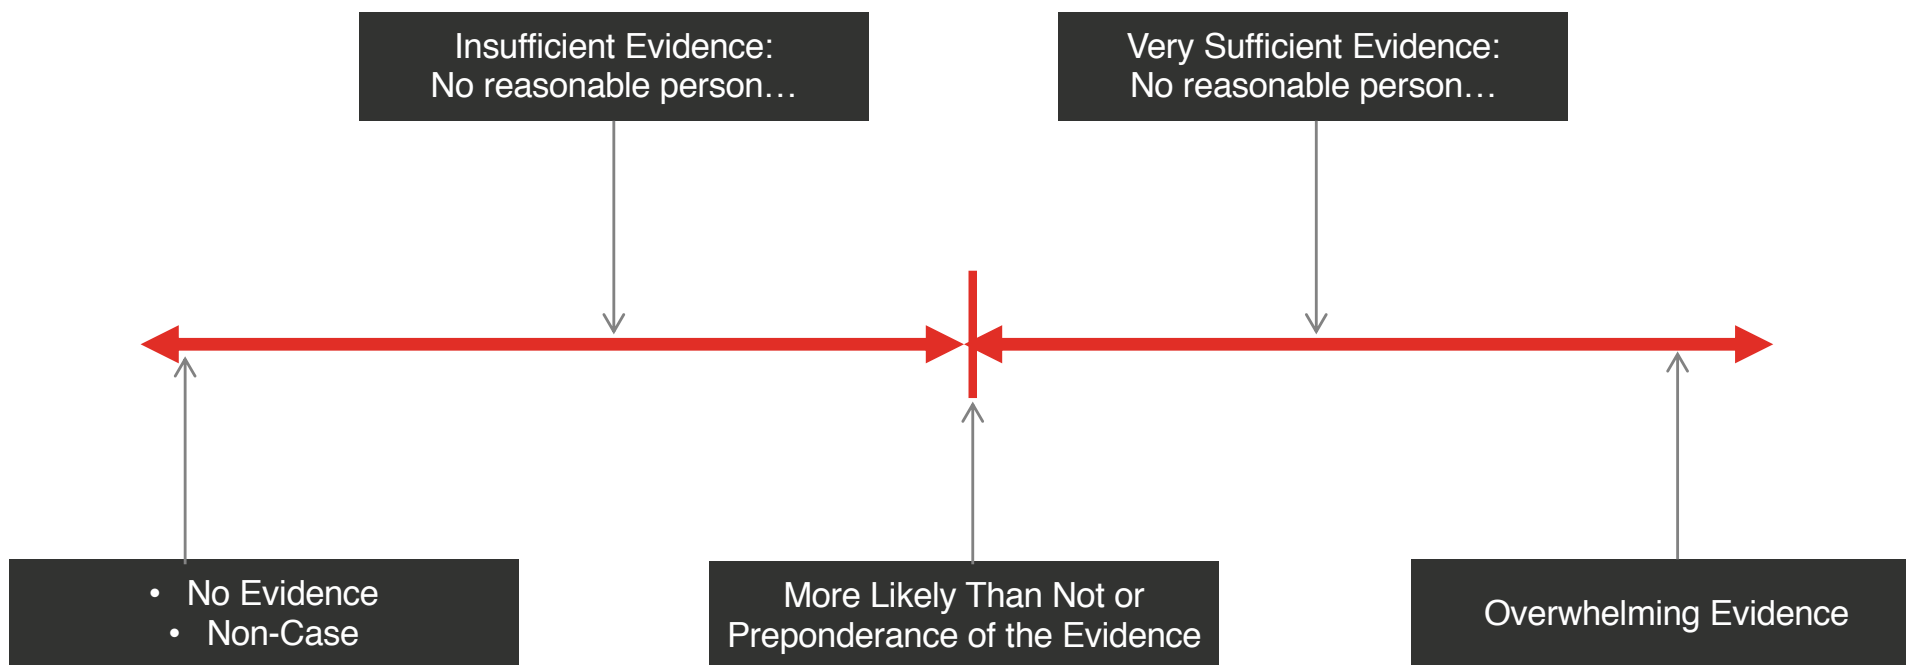 Insufficient Evidence:
No reasonable person…
Very Sufficient Evidence:
No reasonable person…
• No Evidence
• Non-Case
More Likely Than Not or
Preponderance of the Evidence
Overwhelming Evidence